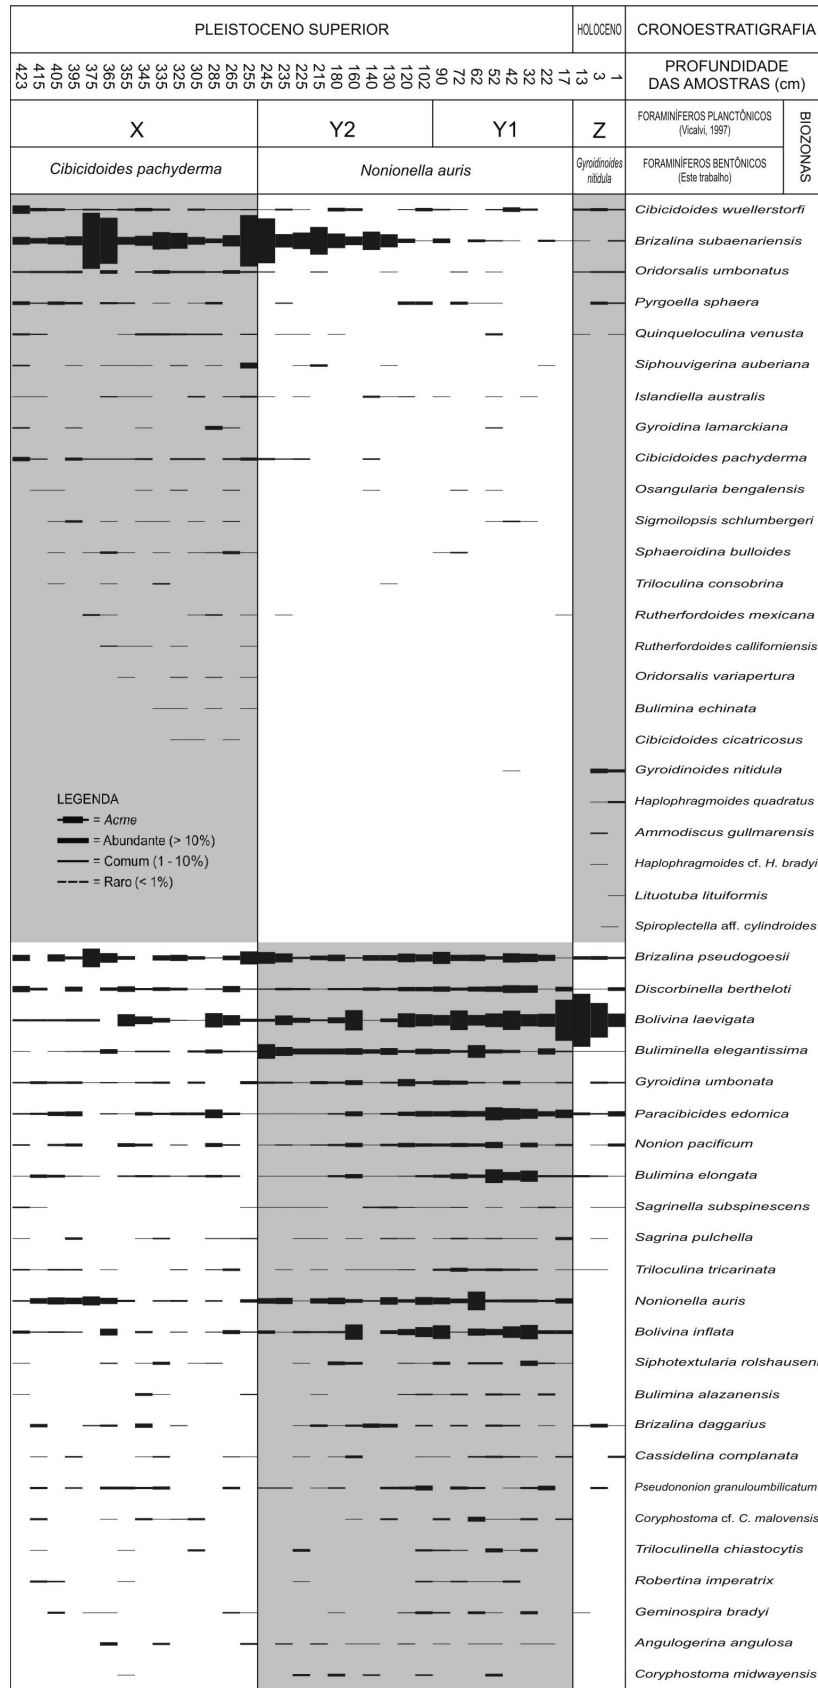 PLEISTOCENO SUPERIOR HOLOCENO CRONOESTRATIGRAFIA
423 415 405 395 375 365 355 345 335 325 305 285 265 255 245 235 225 215 180 160 140 130 120 102 90 72 62 52 42 32 22 17 13 3 1
PROFUNDIDADE
DAS AMOSTRAS (cm)
X Y2 Y1 Z
FORAMINÍFEROS PLANCTÔNICOS
(Vicalvi, 1997)
BIOZONAS
Cibicidoides pachyderma Nonionella auris
Gyroidinoides
nitidula
FORAMINÍFEROS BENTÔNICOS
(Este trabalho)
Cibicidoides wuellerstorfi
Brizalina subaenariensis
Oridorsalis umbonatus
Pyrgoella sphaera
Quinqueloculina venusta
Siphouvigerina auberiana
Islandiella australis
Gyroidina lamarckiana
Cibicidoides pachyderma
Osangularia bengalensis
Sigmoilopsis schlumbergeri
Sphaeroidina bulloides
Triloculina consobrina
Rutherfordoides mexicana
Rutherfordoides califforniensis
Oridorsalis variapertura
Bulimina echinata
Cibicidoides cicatricosus
Gyroidinoides nitidula
Haplophragmoides quadratus
Ammodiscus gullmarensis
Haplophragmoides cf. H. bradyi
Lituotuba lituiformis
Spiroplectella aff. cylindroides
LEGENDA
= Acme
= Abundante (> 10%)
= Comum (1 - 10%)
= Raro (< 1%)
Brizalina pseudogoesii
Discorbinella bertheloti
Bolivina laevigata
Buliminella elegantissima
Gyroidina umbonata
Paracibicides edomica
Nonion pacificum
Bulimina elongata
Sagrinella subspinescens
Sagrina pulchella
Triloculina tricarinata
Nonionella auris
Bolivina inflata
Siphotextularia rolshauseni
Bulimina alazanensis
Brizalina daggarius
Cassidelina complanata
Pseudononion granuloumbilicatum
Coryphostoma cf. C. malovensis
Triloculinella chiastocytis
Robertina imperatrix
Geminospira bradyi
Angulogerina angulosa
Coryphostoma midwayensis